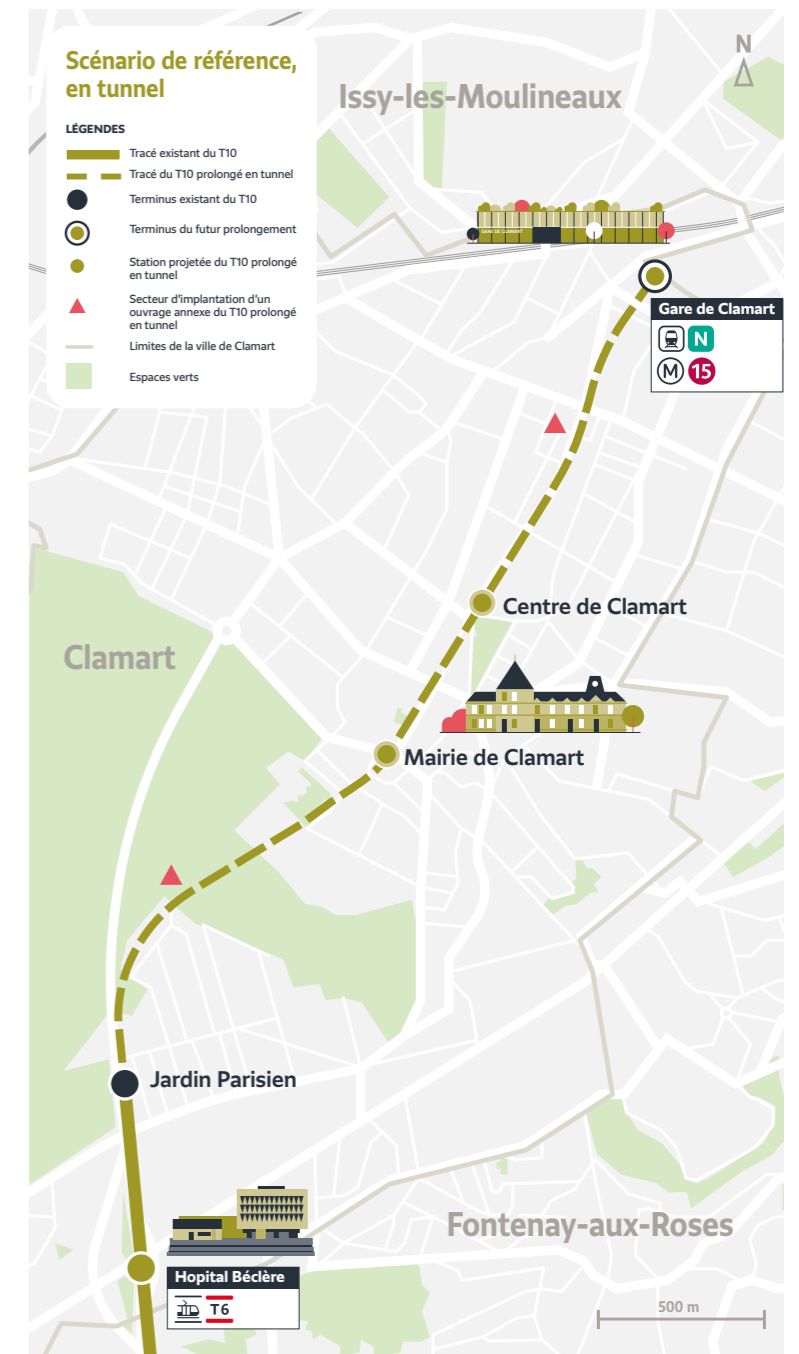 Scénario de référence,
en tunnel
LÉGENDES
Tracé existant du T10
Tracé du T10 prolongé en tunnel
Terminus existant du T10
Terminus du futur prolongement
Station projetée du T10 prolongé
en tunnel
Secteur d'implantation d'un
ouvrage annexe du T10 prolongé
en tunnel
Limites de la ville de Clamart
Espaces verts
N
Issy-les-Moulineaux
GARE DE CLAMART
Gare de Clamart
N
M 15
Centre de Clamart
Clamart
Mairie de Clamart
Jardin Parisien
Fontenay-aux-Roses
Hopital Béclère
T6
500 m